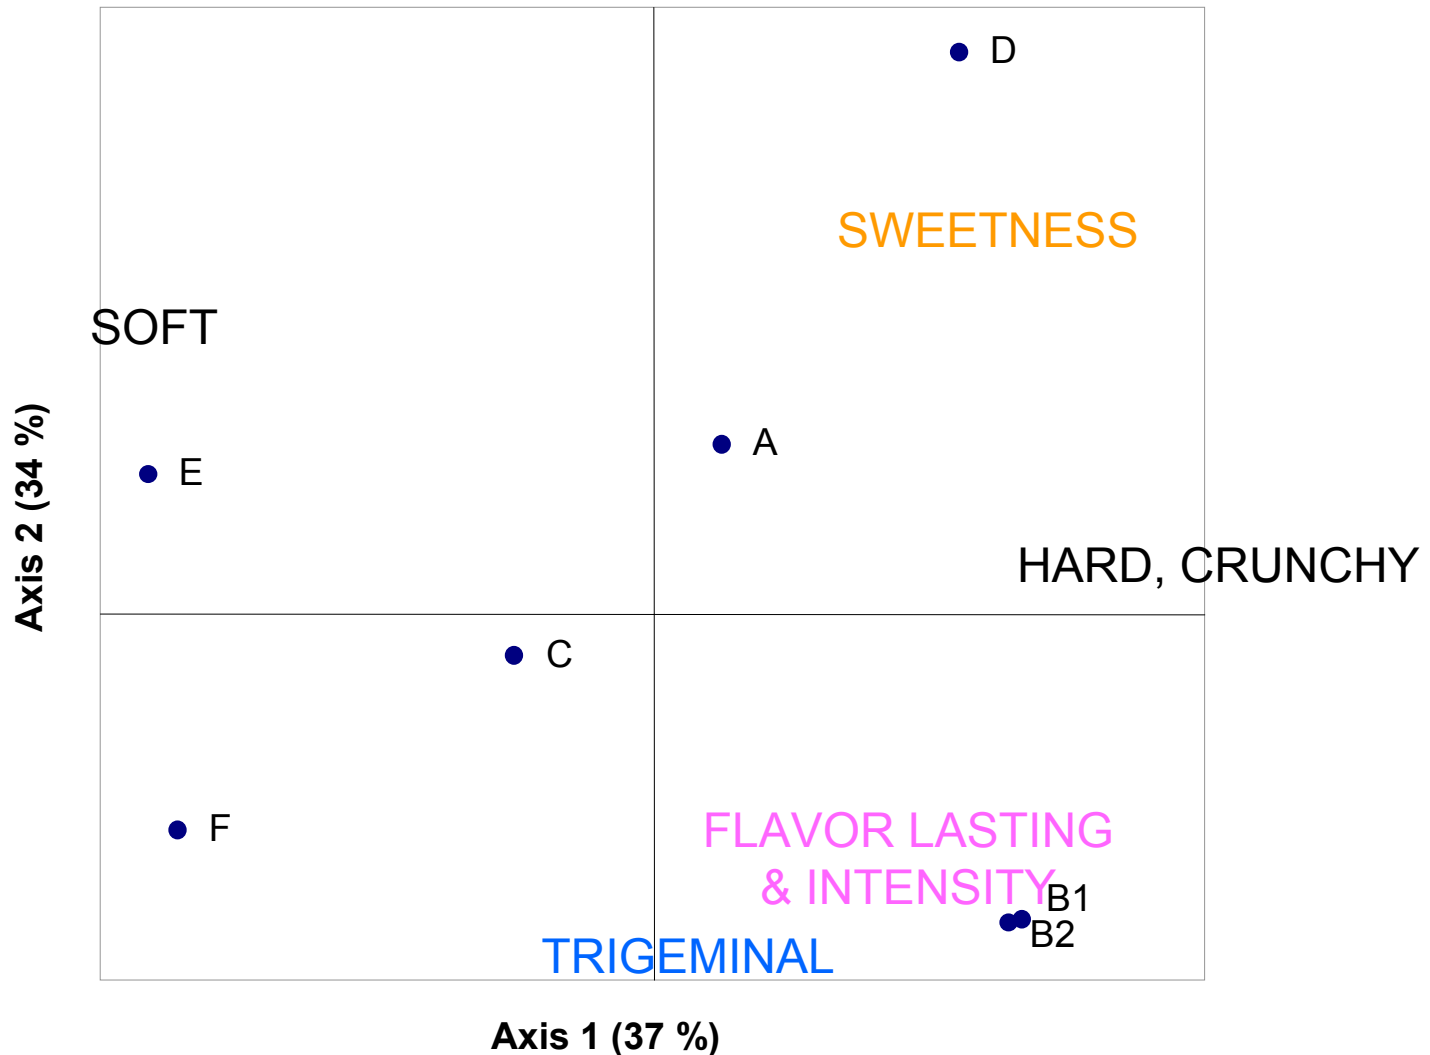 D
SWEETNESS
SOFT
A
E
Axis 2 (34 %)
HARD, CRUNCHY
C
F
FLAVOR LASTING
& INTENSITY
B1
B2
TRIGEMINAL
Axis 1 (37 %)